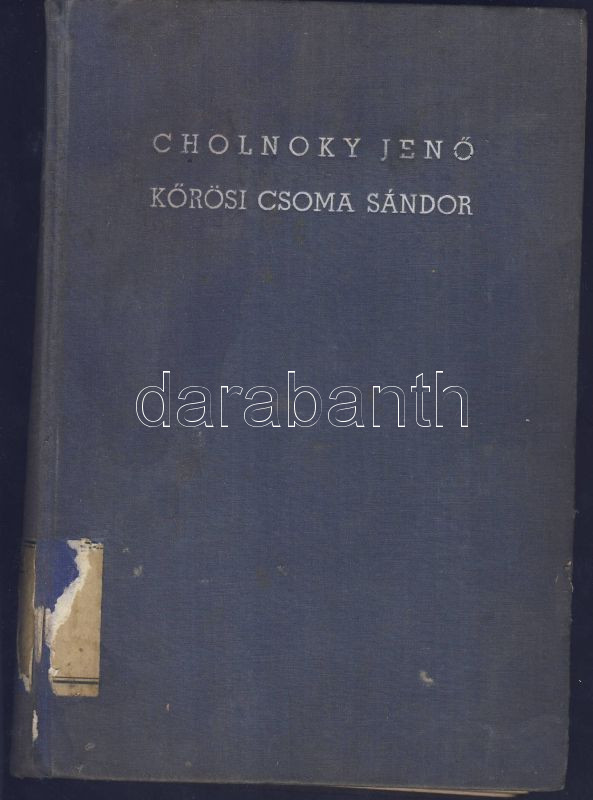 CHOLNOKY JENŐ
KŐRÖSI CSOMA SÁNDOR
darabanth